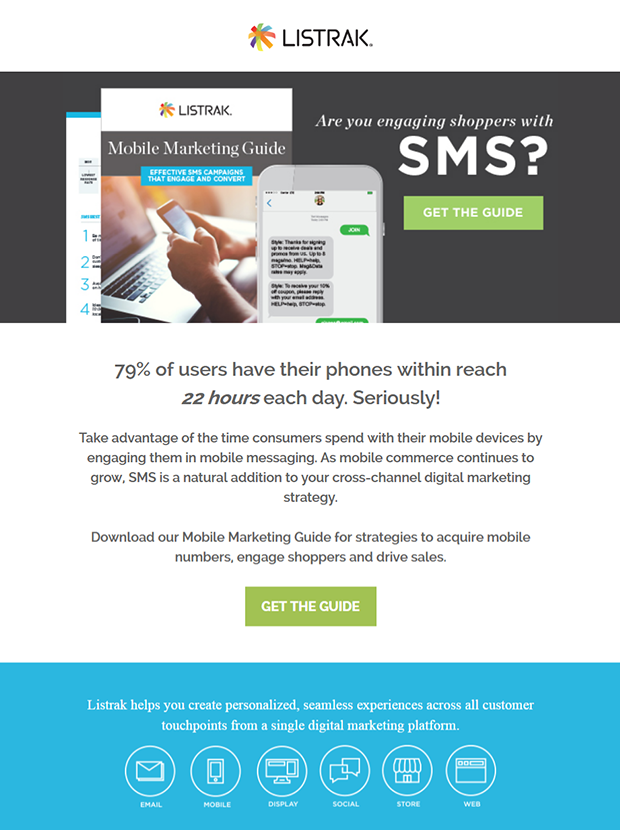 LISTRAK
Are you engaging shoppers with
SMS?
GET THE GUIDE
LISTRAK.
Mobile Marketing Guide
EFFECTIVE SMS CAMPAIGNS
THAT ENGAGE AND CONVERT
1
2
3
4
JOIN
Style: Thanks for signing
up to receive deals and
promos from us. Up to 8
msgs/mo. HELP=help,
STOP=stop. Msg&Data
rates may apply.
Style: To receive your 10%
off coupon, please reply
with your email address.
HELP=help, STOP=stop.
79% of users have their phones within reach
22 hours each day. Seriously!
Take advantage of the time consumers spend with their mobile devices by
engaging them in mobile messaging. As mobile commerce continues to
grow, SMS is a natural addition to your cross-channel digital marketing
strategy.
Download our Mobile Marketing Guide for strategies to acquire mobile
numbers, engage shoppers and drive sales.
GET THE GUIDE
Listrak helps you create personalized, seamless experiences across all customer
touchpoints from a single digital marketing platform.
EMAIL MOBILE DISPLAY SOCIAL STORE WEB